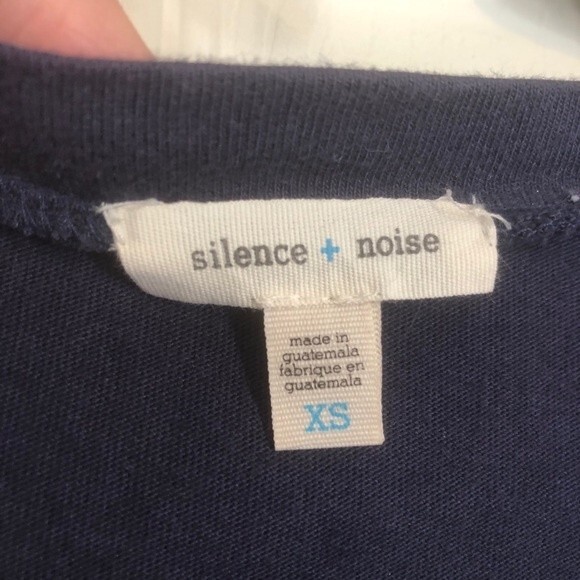 silence + noise
made in
guatemala
fabrique en
guatemala
XS